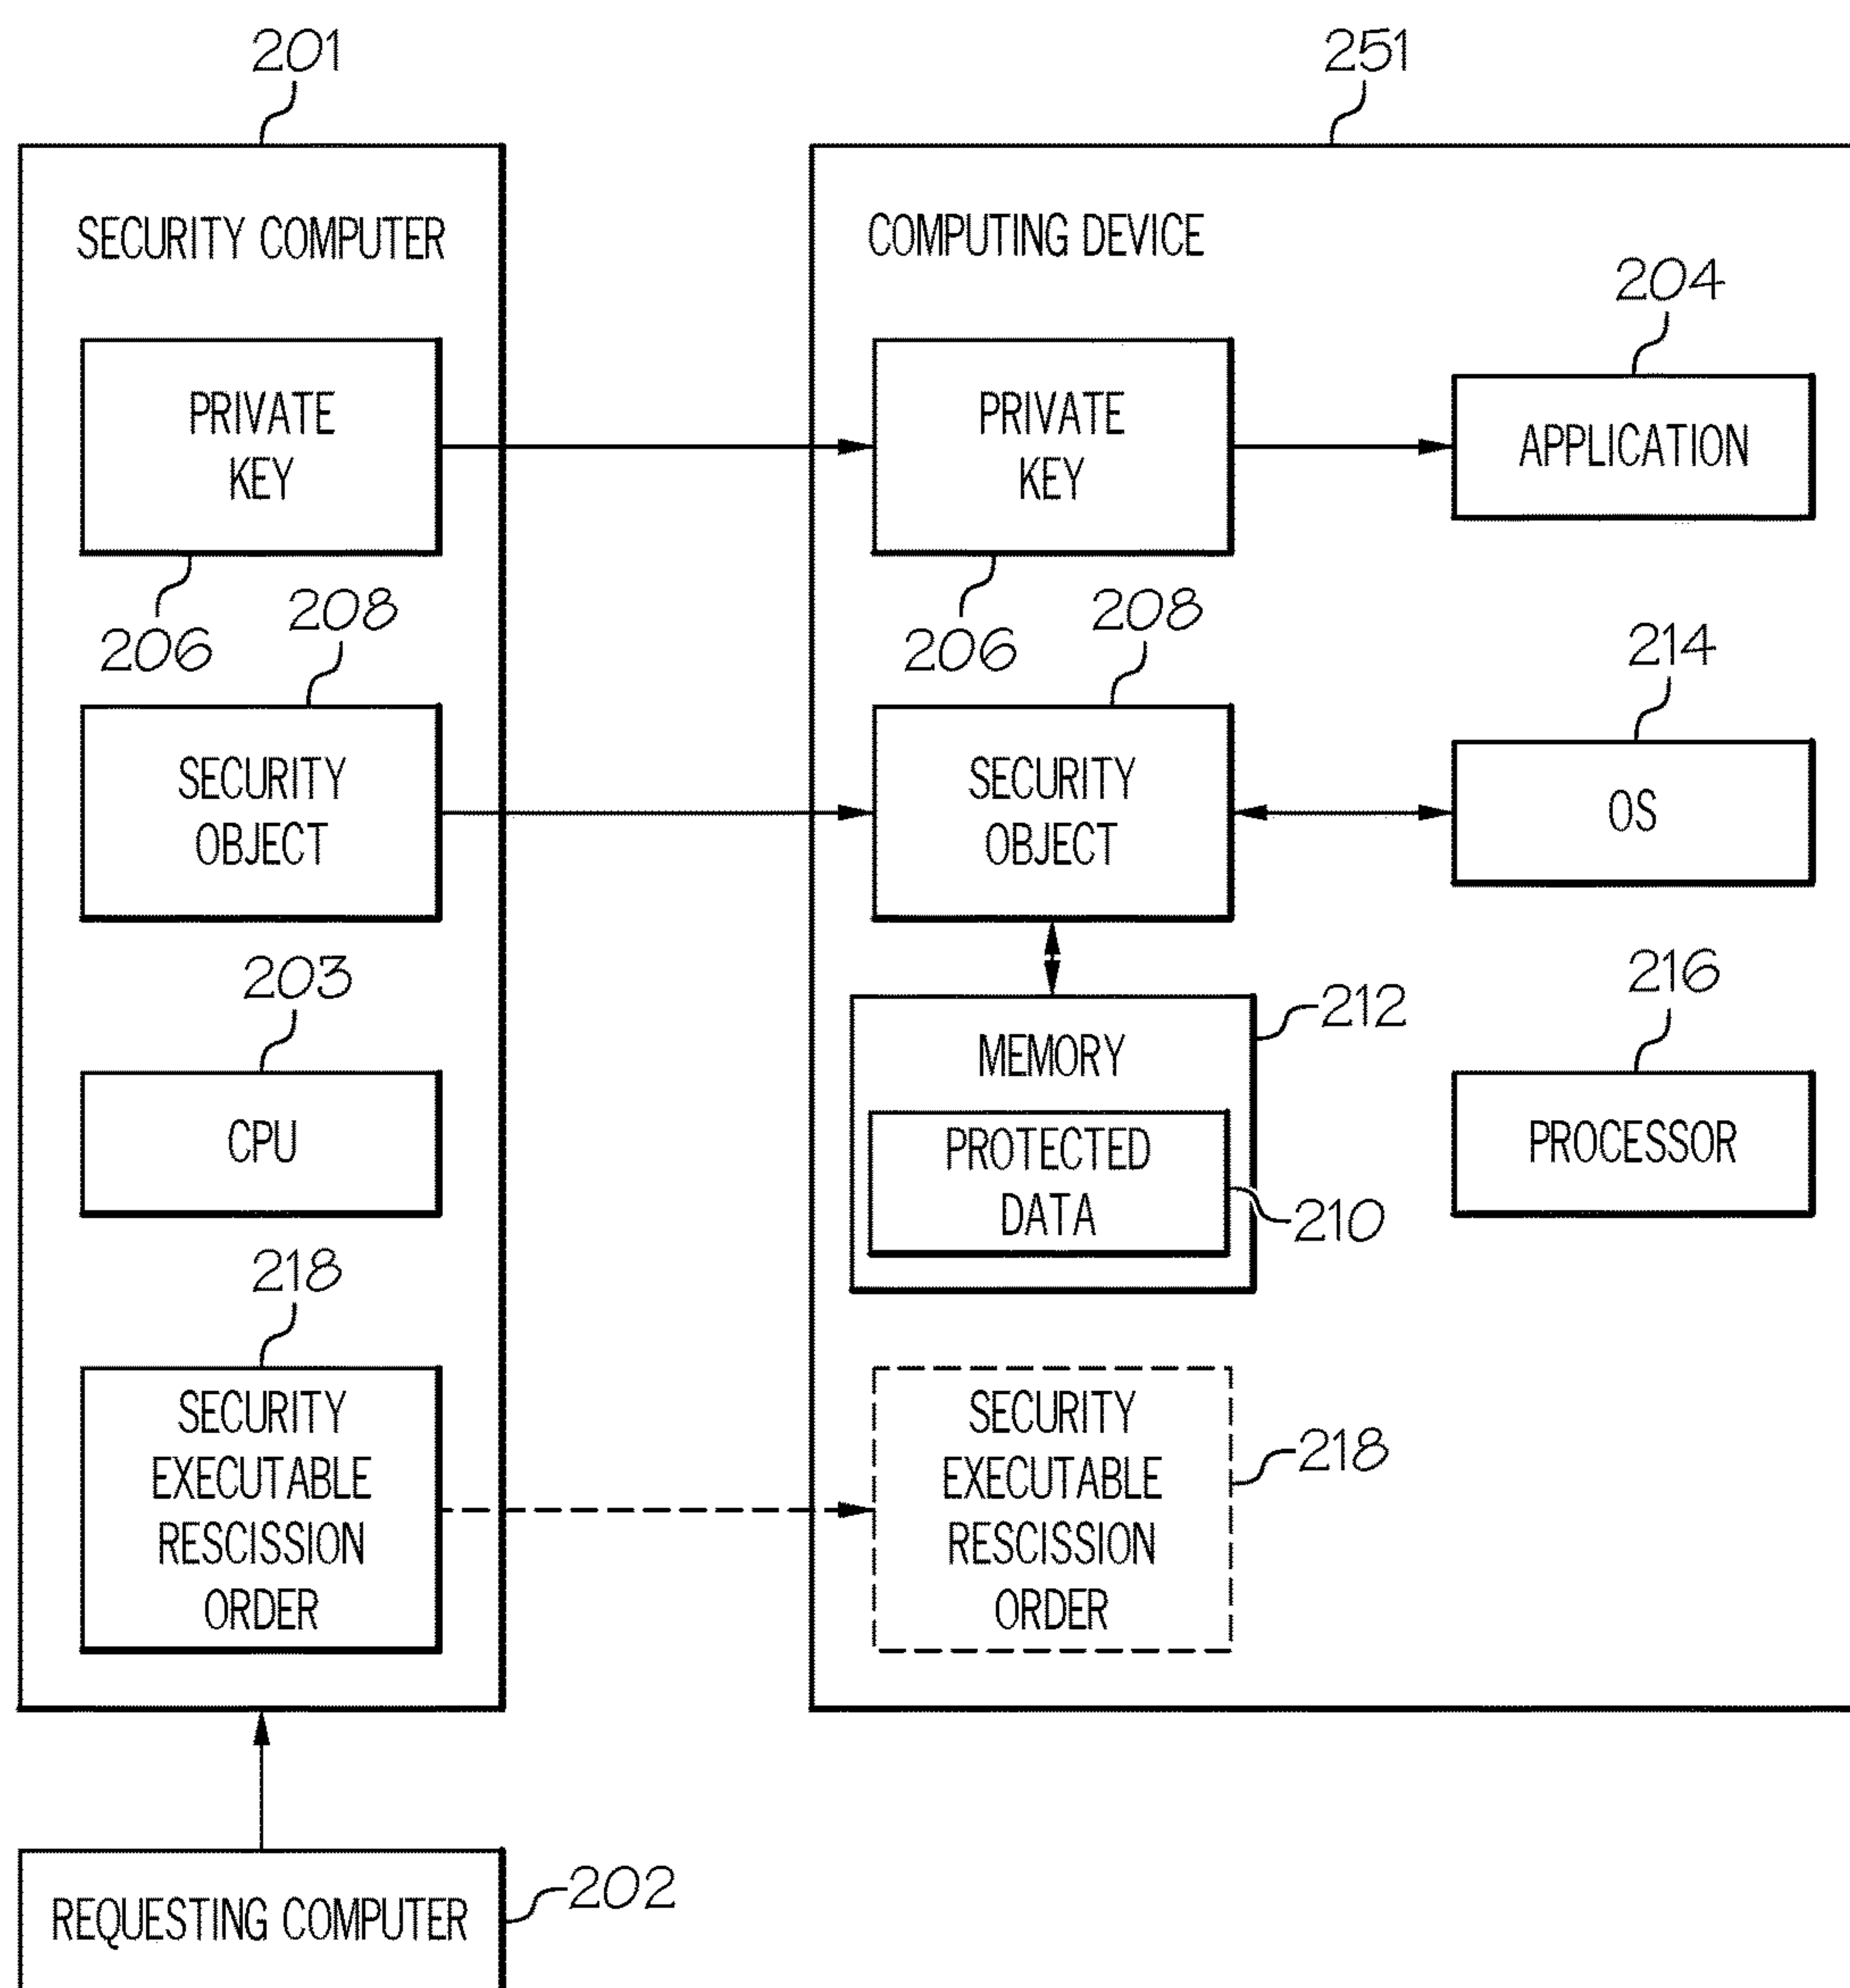 201
251
SECURITY COMPUTER
COMPUTING DEVICE
204
PRIVATE
KEY
PRIVATE
KEY
APPLICATION
206
208
206
208
214
SECURITY
OBJECT
SECURITY
OBJECT
OS
203
212
216
CPU
MEMORY
PROTECTED
DATA
210
PROCESSOR
218
SECURITY
EXECUTABLE
RESCISSION
ORDER
SECURITY
EXECUTABLE
RESCISSION
ORDER
218
REQUESTING COMPUTER
202